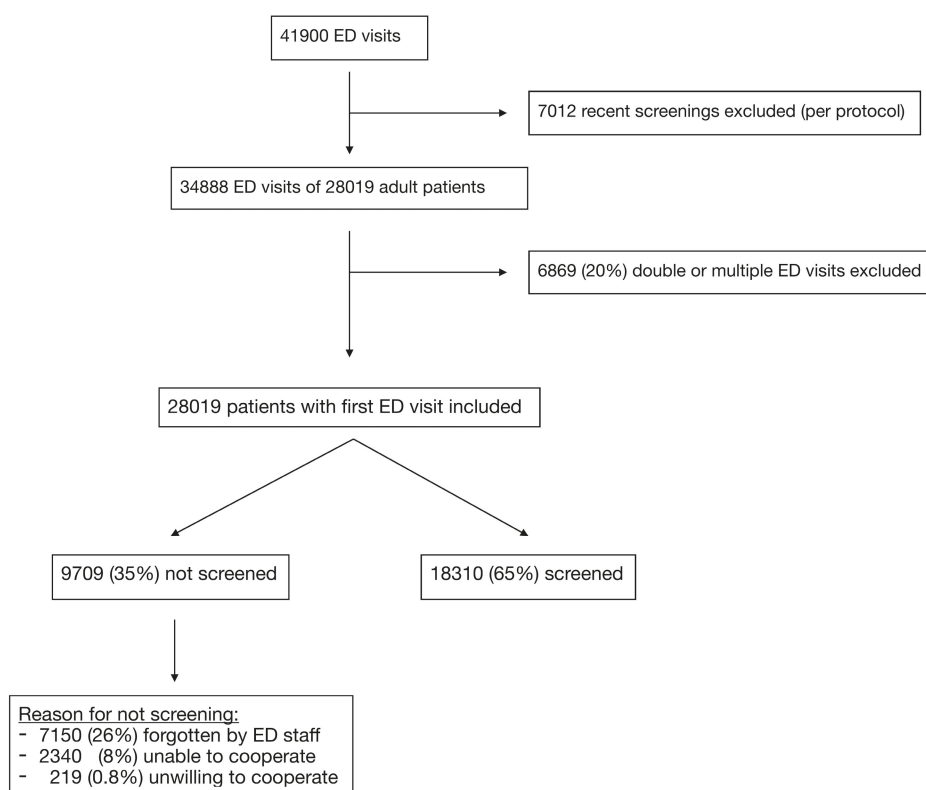 41900 ED visits
7012 recent screenings excluded (per protocol)
34888 ED visits of 28019 adult patients
6869 (20%) double or multiple ED visits excluded
28019 patients with first ED visit included
9709 (35%) not screened
18310 (65%) screened
Reason for not screening:
- 7150 (26%) forgotten by ED staff
- 2340 (8%) unable to cooperate
- 219 (0.8%) unwilling to cooperate